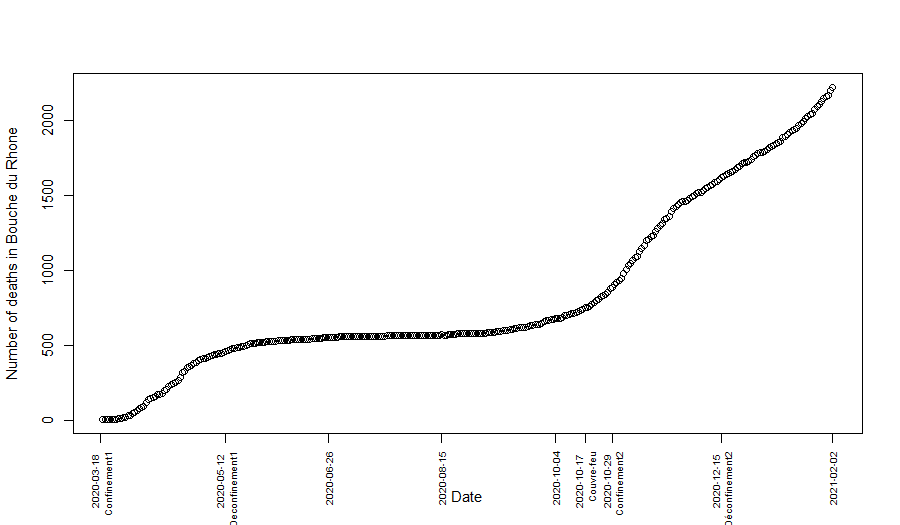 Number of deaths in Bouche du Rhone
2000
1500
1000
500
0
2020-03-18
Confinement1
2020-05-12
Deconfinement1
2020-06-26
2020-08-15
2020-10-04
2020-10-17
Couvre-feu
2020-10-29
Confinement2
2020-12-15
Déconfinement2
2021-02-02
Date